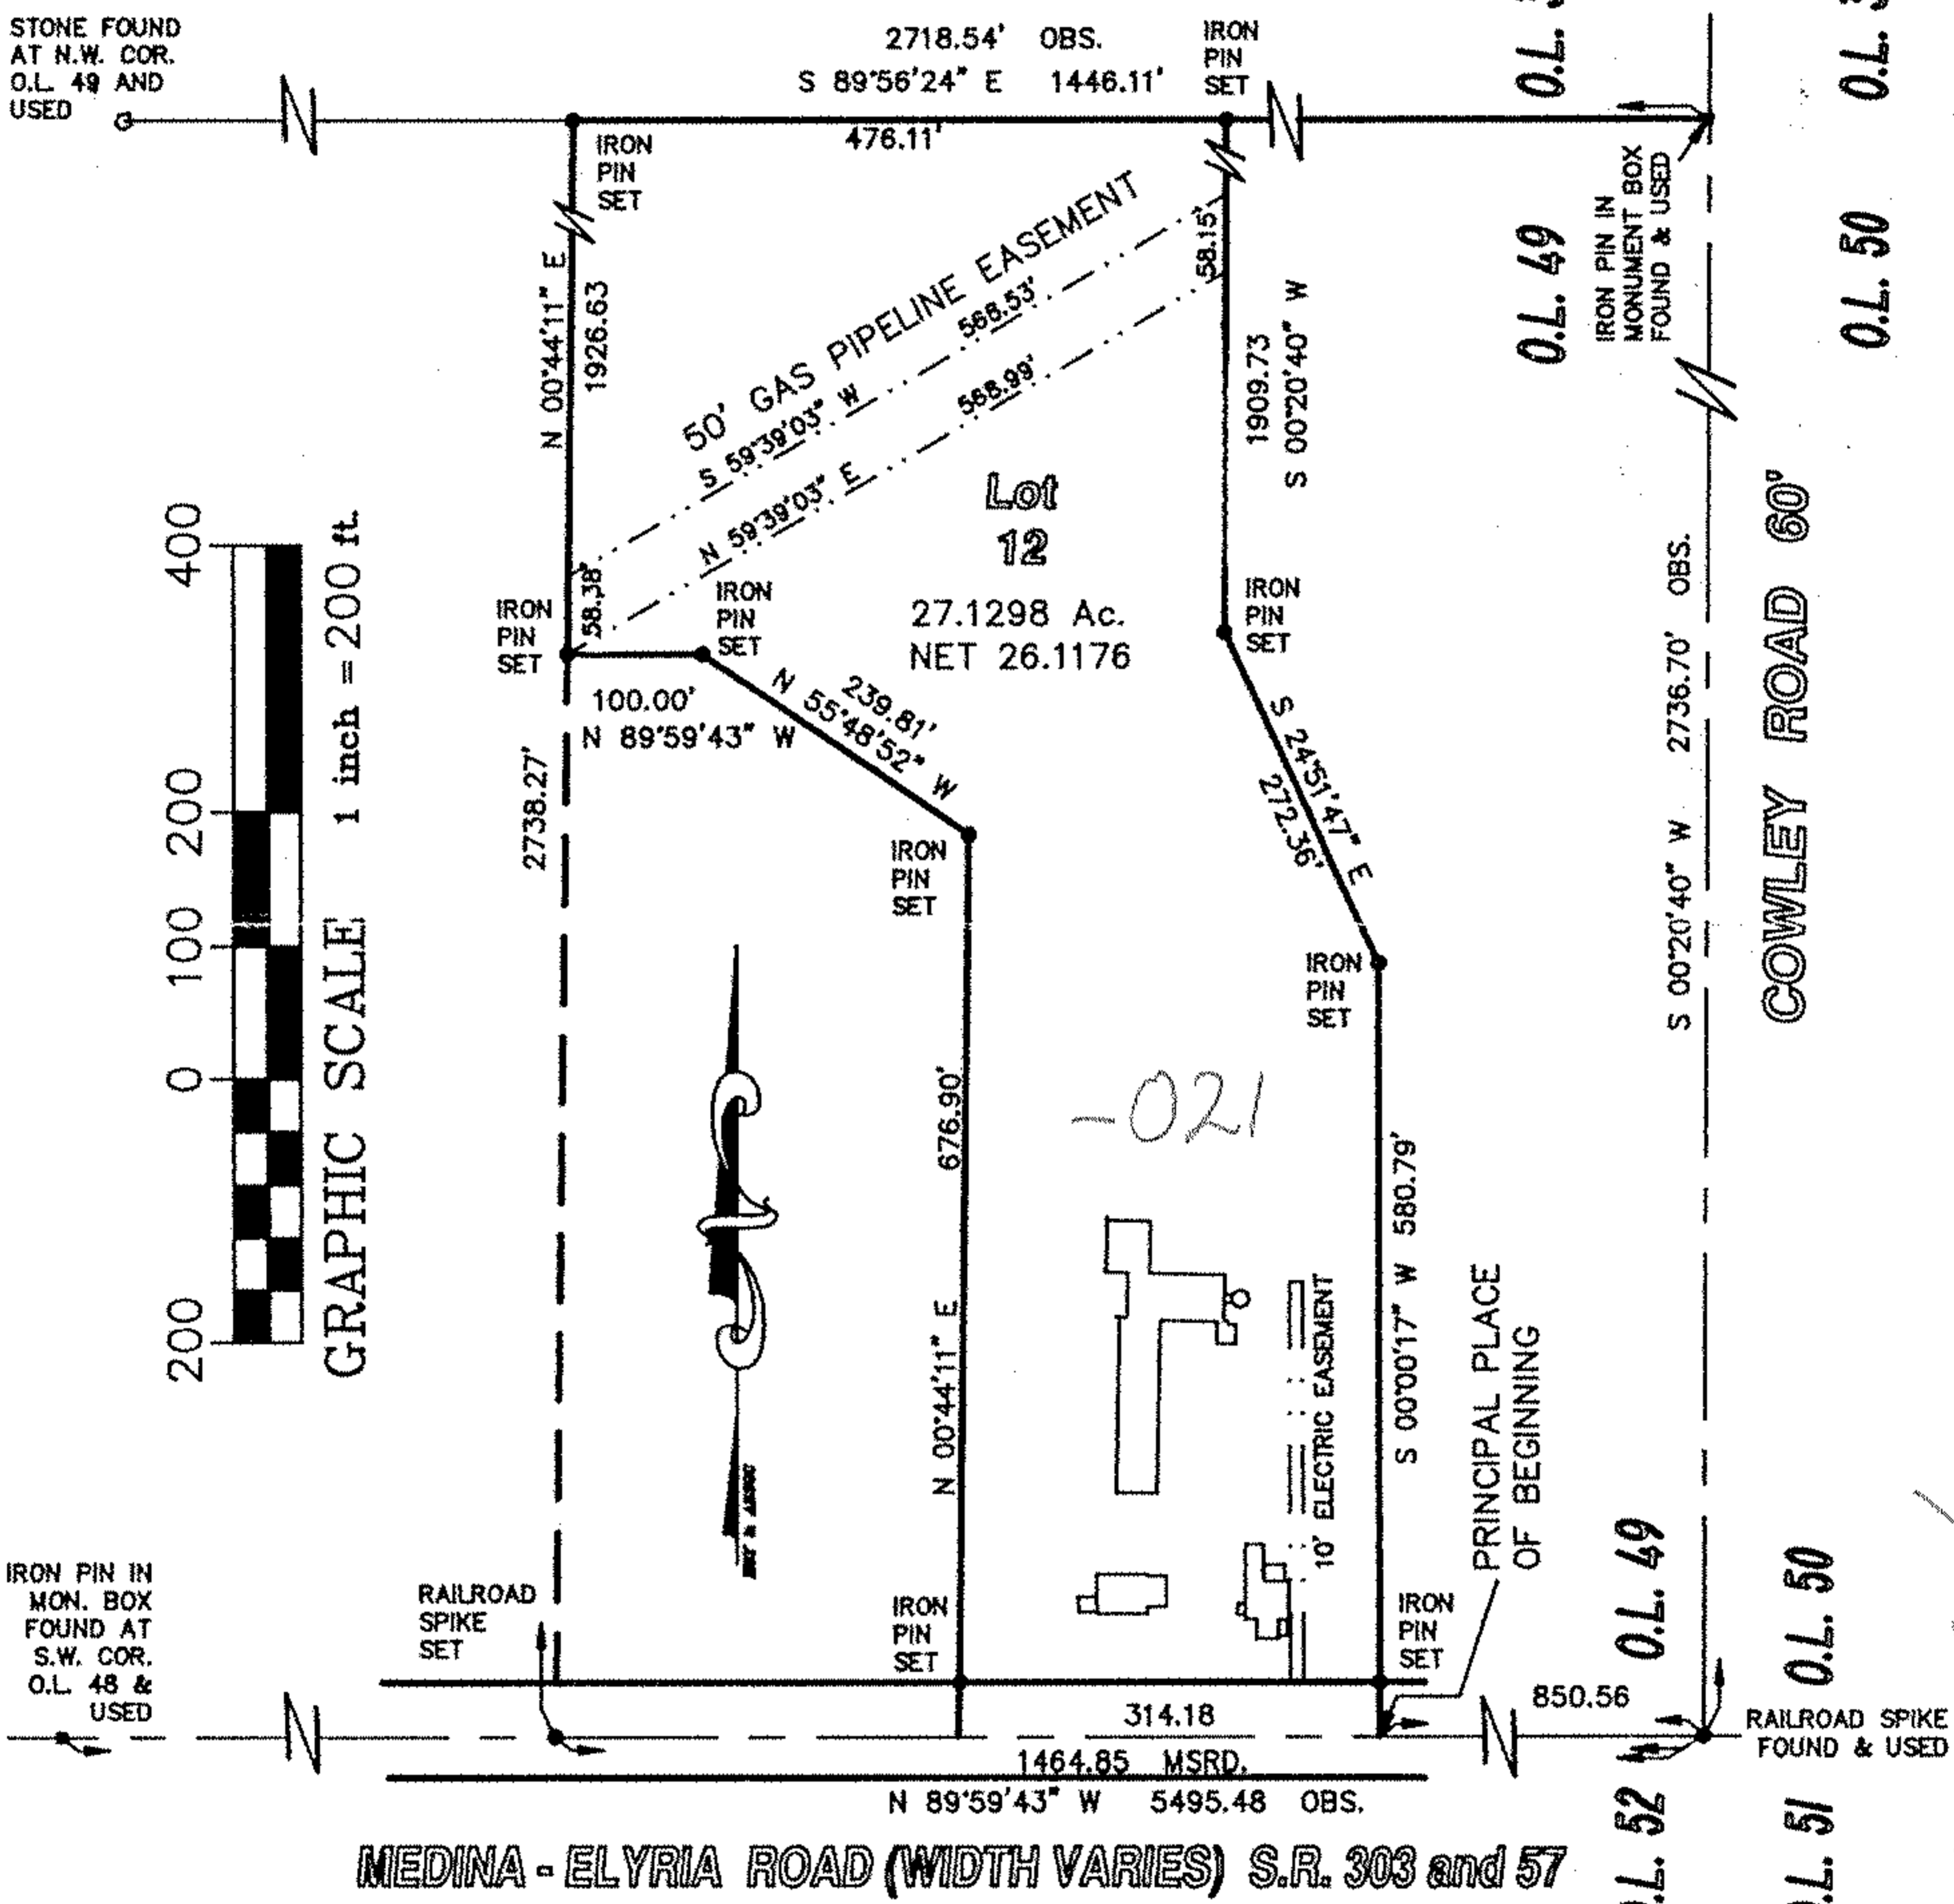 STONE FOUND
AT N.W. COR.
O.L. 49 AND
USED
2718.54' OBS.
S 89°56'24" E 1446.11'
IRON
PIN
SET
476.11'
IRON
PIN
SET
O.L. 49
O.L. 50
IRON PIN IN
MONUMENT BOX
FOUND & USED
N 00°44'11" E
1926.63
50' GAS PIPELINE EASEMENT
S 59°39'03" W
568.53'
N 59°39'03" E
568.99'
58.15'
1909.73
S 00°20'40" W
58.38'
Lot
12
27.1298 Ac.
NET 26.1176
IRON
PIN
SET
IRON
PIN
SET
IRON
PIN
SET
100.00'
N 89°59'43" W
239.81'
N 55°48'52" W
S 24°51'47" E
272.36'
2738.27'
IRON
PIN
SET
IRON
PIN
SET
S 00°20'40" W 2736.70' OBS.
COWLEY ROAD 60'
400
200
100
0
200
GRAPHIC SCALE 1 inch = 200 ft.
676.90'
N 00°44'11" E
-021
S 00°00'17" W 580.79'
10' ELECTRIC EASEMENT
PRINCIPAL PLACE
OF BEGINNING
IRON PIN IN
MON. BOX
FOUND AT
S.W. COR.
O.L. 48 &
USED
RAILROAD
SPIKE
SET
IRON
PIN
SET
IRON
PIN
SET
O.L. 49
O.L. 50
314.18
850.56
RAILROAD SPIKE
FOUND & USED
1464.85 MSRD.
N 89°59'43" W 5495.48 OBS.
O.L. 52
O.L. 51
MEDINA - ELYRIA ROAD (WIDTH VARIES) S.R. 303 and 57